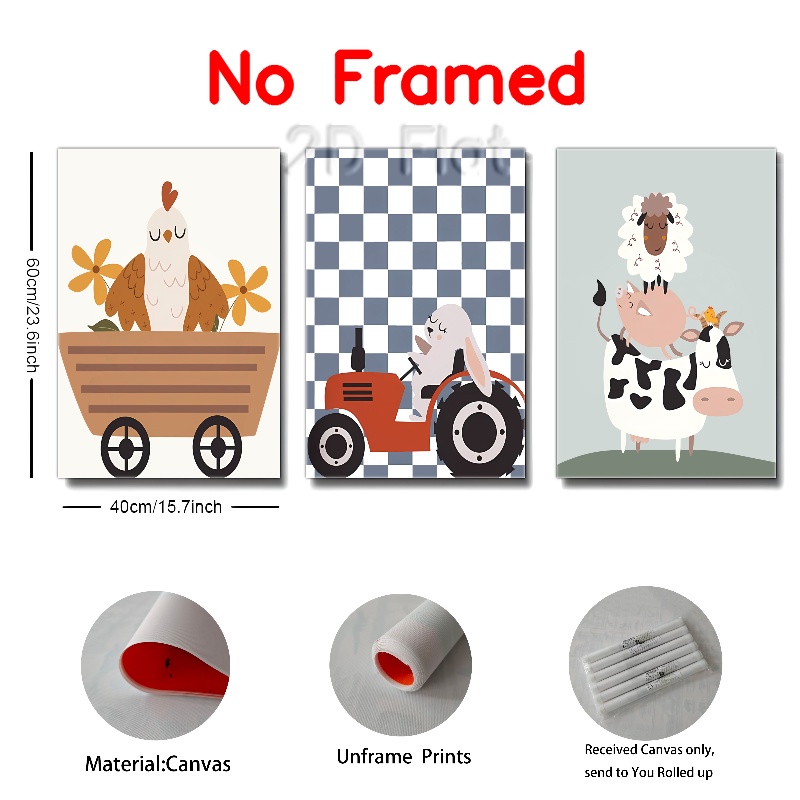 No Framed
2D Flat
60cm/23.6inch
40cm/15.7inch
Material:Canvas
Unframe Prints
Received Canvas only,
send to You Rolled up